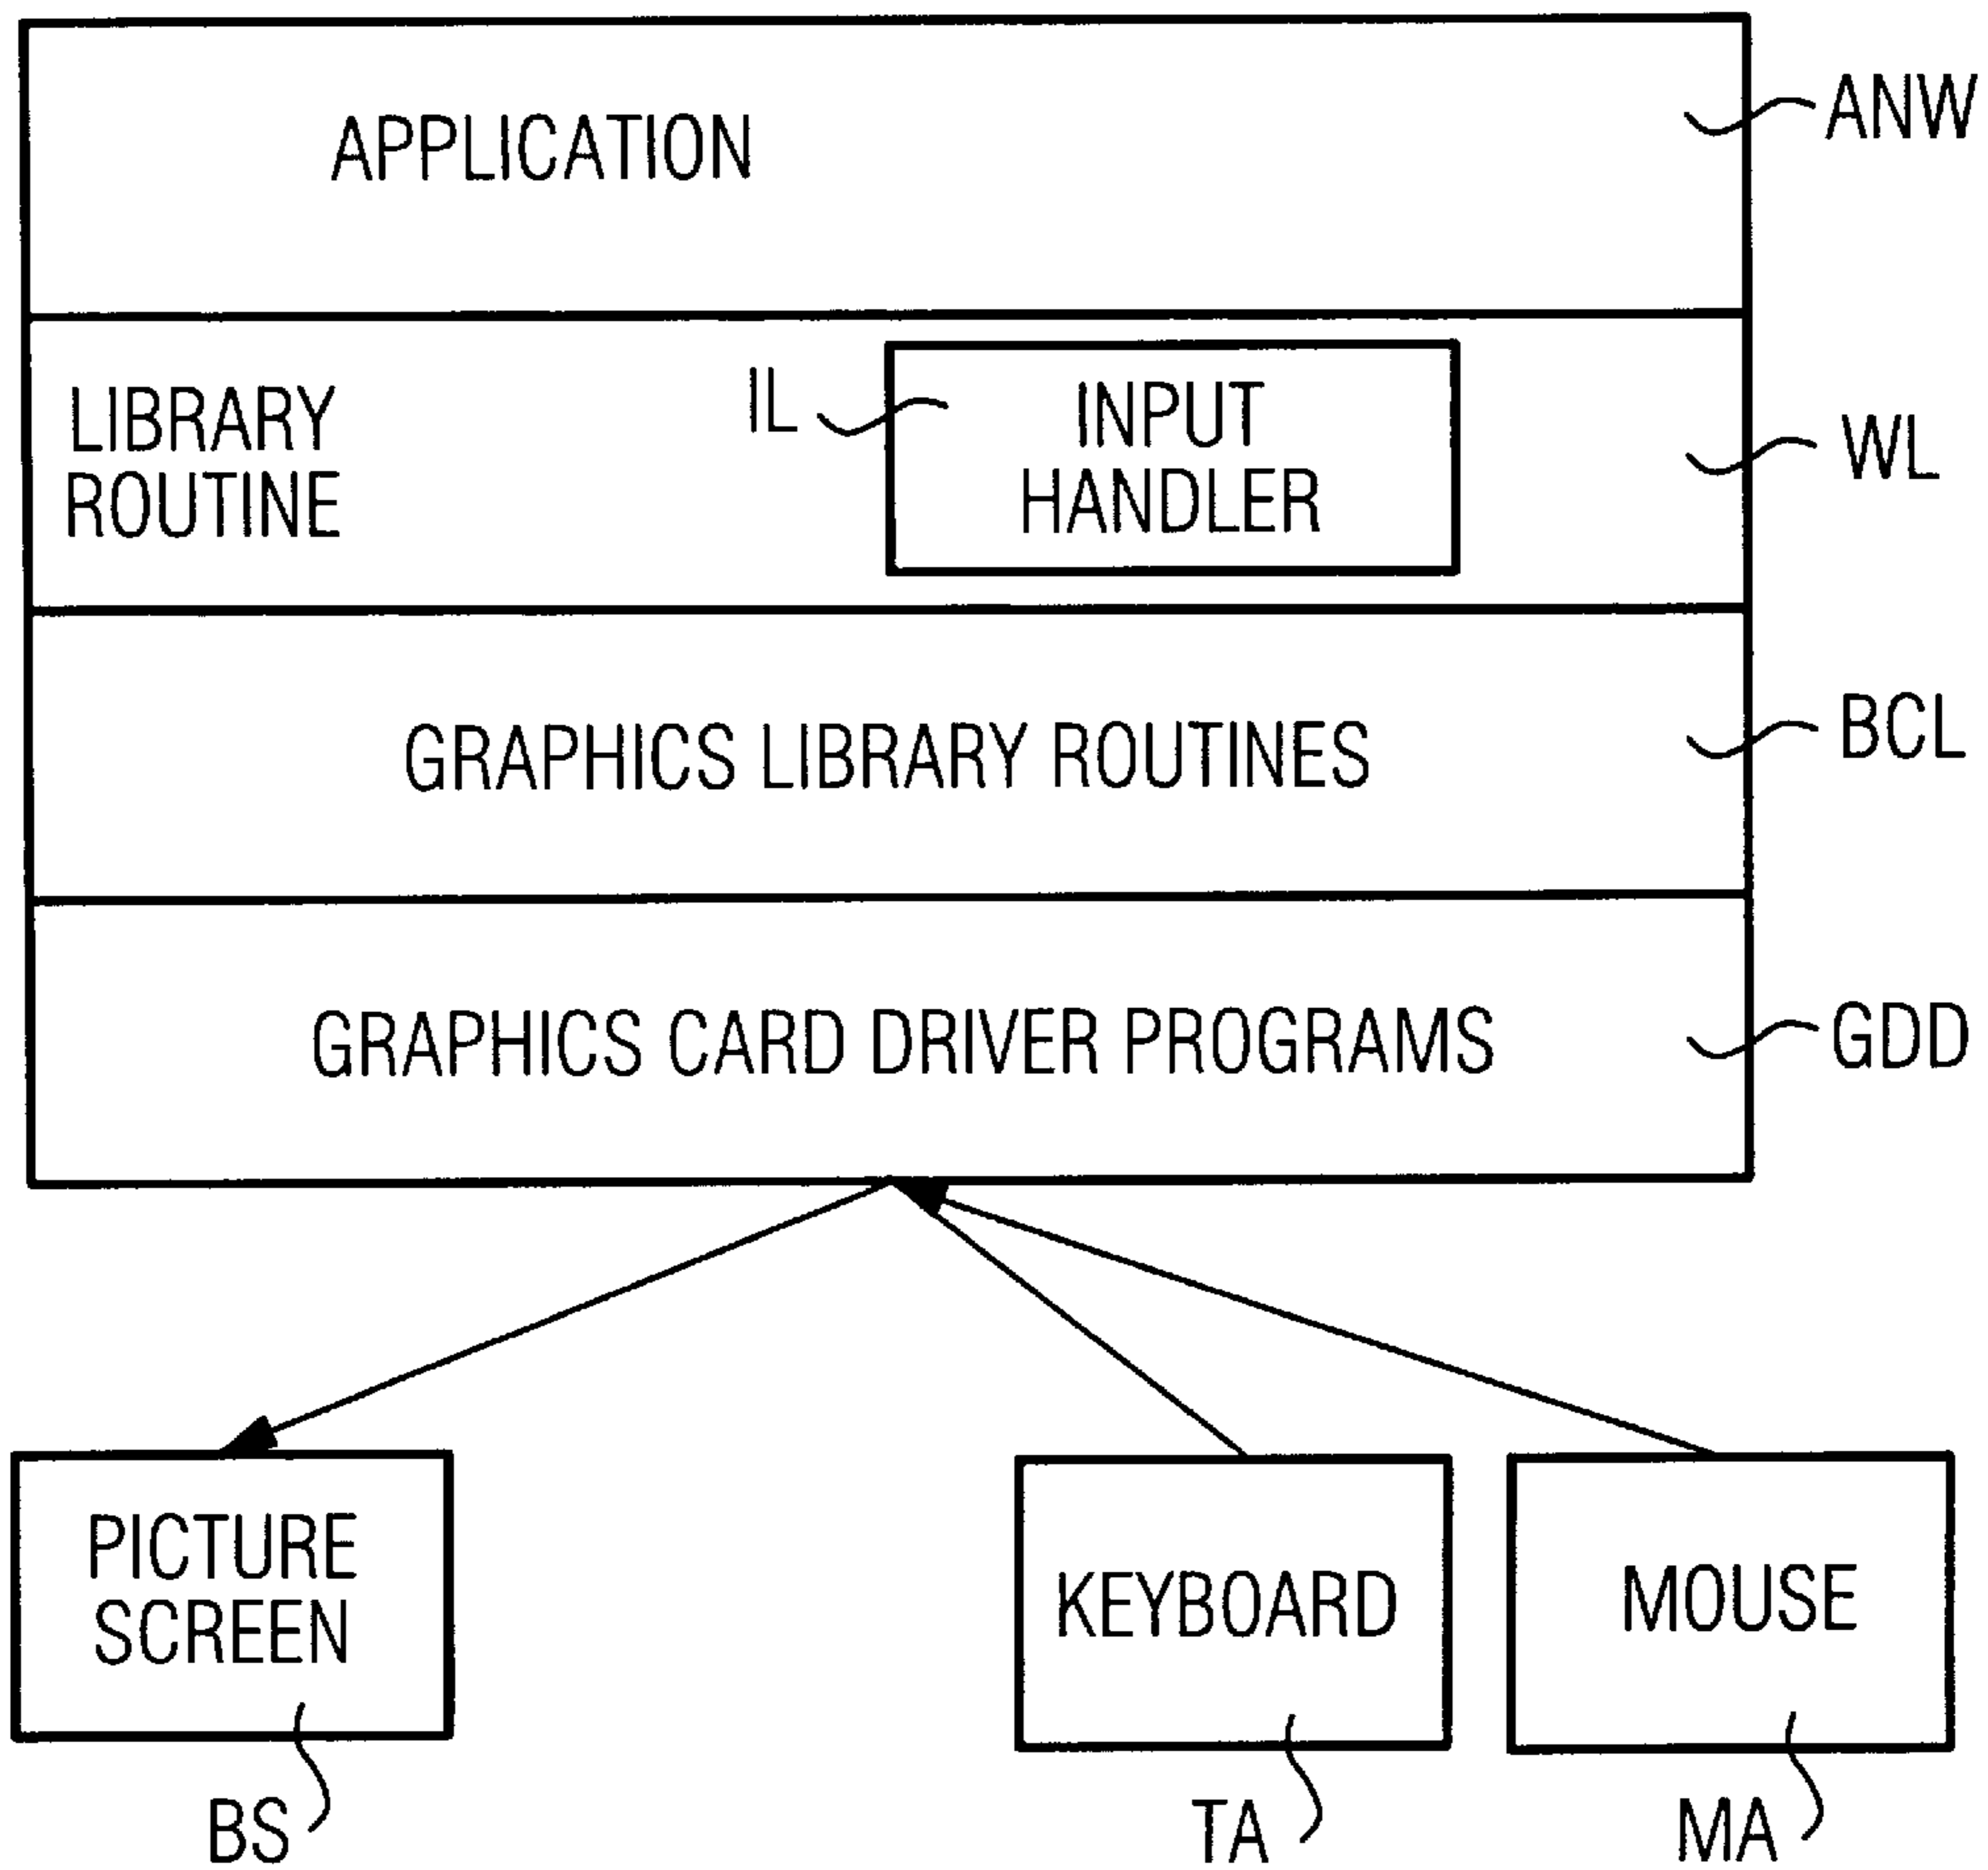 APPLICATION
ANW
LIBRARY
ROUTINE
IL
INPUT
HANDLER
WL
GRAPHICS LIBRARY ROUTINES
BCL
GRAPHICS CARD DRIVER PROGRAMS
GDD
PICTURE
SCREEN
KEYBOARD
MOUSE
BS
TA
MA